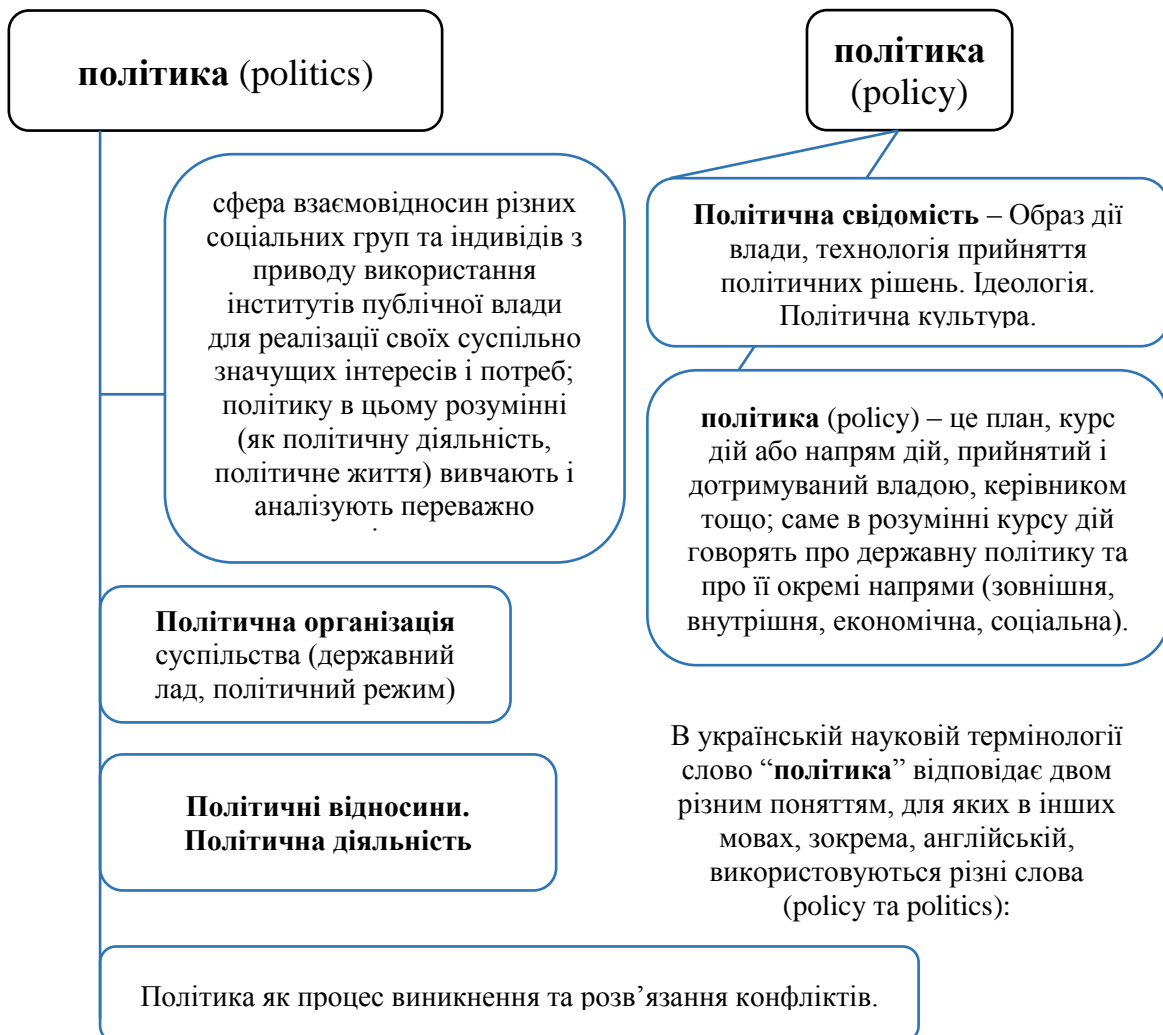 політика (politics)
сфера взаємовідносин різних
соціальних груп та індивідів з
приводу використання
інститутів публічної влади
для реалізації своїх суспільно
значущих інтересів і потреб;
політику в цьому розумінні
(як політичну діяльність,
політичне життя) вивчають і
аналізують переважно
Політична організація
суспільства (державний
лад, політичний режим)
Політичні відносини.
Політична діяльність
Політика як процес виникнення та розв’язання конфліктів.
політика
(policy)
Політична свідомість – Образ дії
влади, технологія прийняття
політичних рішень. Ідеологія.
Політична культура.
політика (policy) – це план, курс
дій або напрям дій, прийнятий і
дотримуваний владою, керівником
тощо; саме в розумінні курсу дій
говорять про державну політику та
про її окремі напрями (зовнішня,
внутрішня, економічна, соціальна).
В українській науковій термінології
слово “політика” відповідає двом
різним поняттям, для яких в інших
мовах, зокрема, англійській,
використовуються різні слова
(policy та politics):